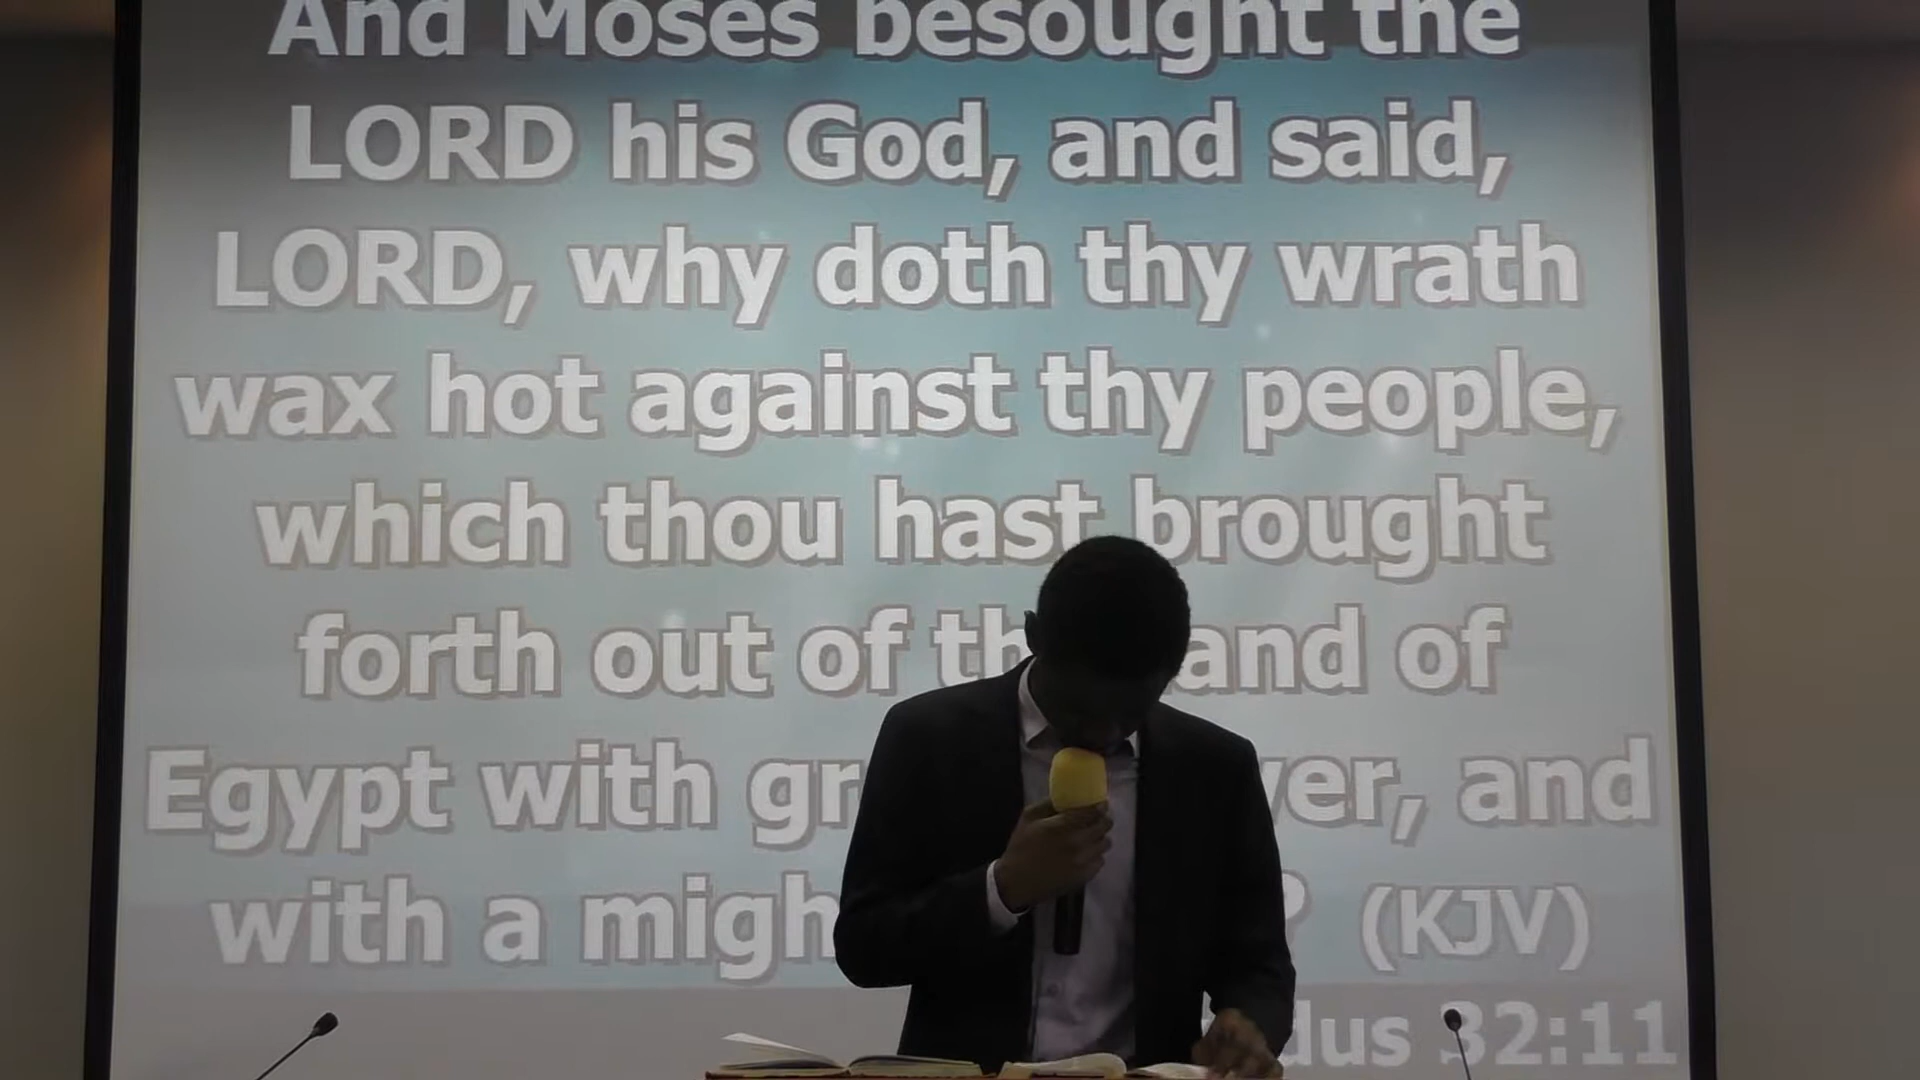 And Moses besought the
LORD his God, and said,
LORD, why doth thy wrath
wax hot against thy people,
which thou hast brought
forth out of and of
Egypt with and
with a (KJV)
32:11